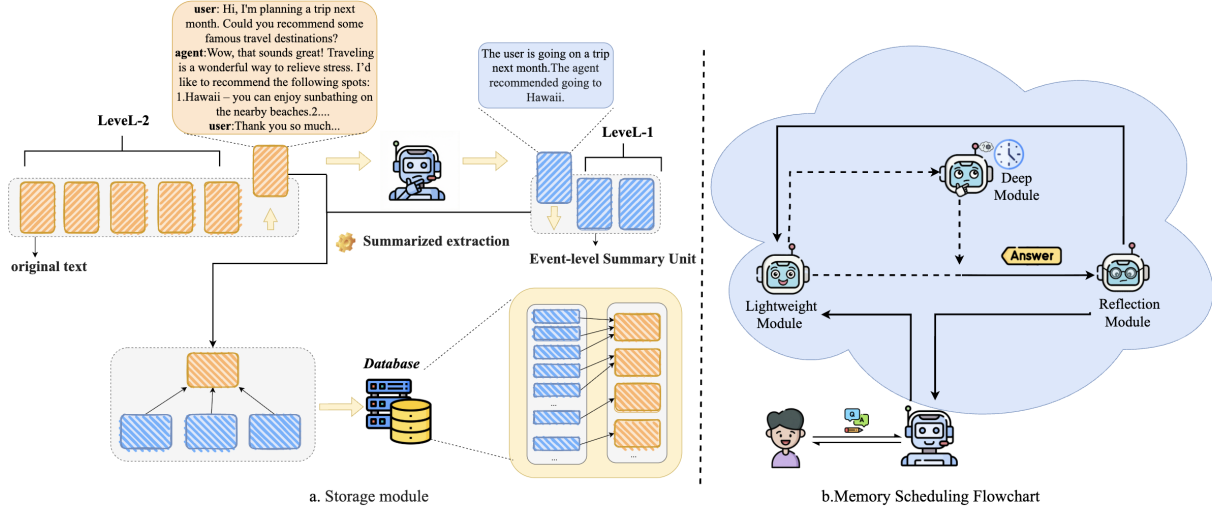 user: Hi, I'm planning a trip next
month. Could you recommend some
famous travel destinations?
agent:Wow, that sounds great! Traveling
is a wonderful way to relieve stress. I'd
like to recommend the following spots:
1.Hawaii – you can enjoy sunbathing on
the nearby beaches.2....
user:Thank you so much...
The user is going on a trip
next month.The agent
recommended going to
Hawaii.
LeveL-2
LeveL-1
original text
Summarized extraction
Event-level Summary Unit
Database
...
...
...
...
a. Storage module
Deep
Module
Answer
Lightweight
Module
Reflection
Module
Q
A
b.Memory Scheduling Flowchart